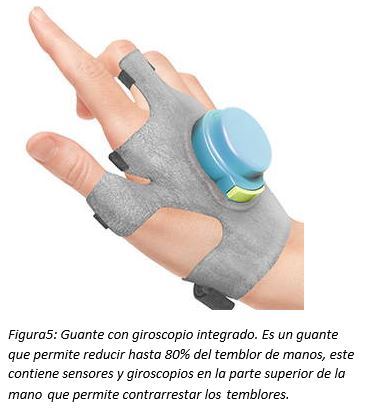 Figura5: Guante con giroscopio integrado. Es un guante
que permite reducir hasta 80% del temblor de manos, este
contiene sensores y giroscopios en la parte superior de la
mano que permite contrarrestar los temblores.